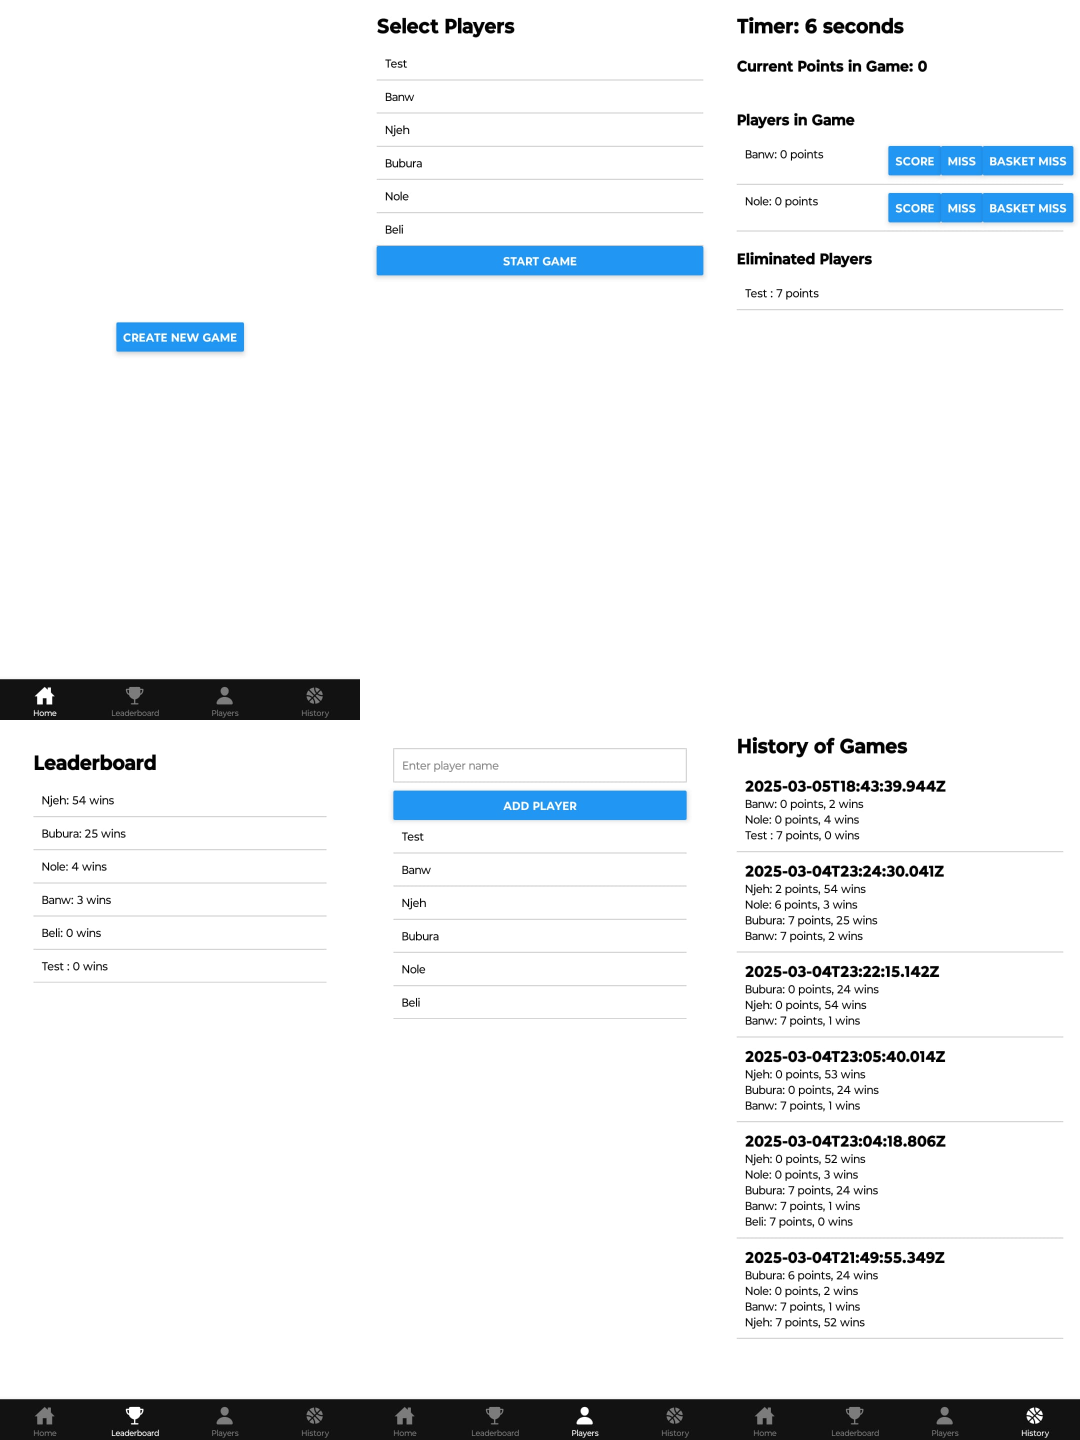 CREATE NEW GAME
Home
Leaderboard
Players
History
Select Players
Test
Banw
Njeh
Bubura
Nole
Beli
START GAME
Timer: 6 seconds
Current Points in Game: 0
Players in Game
Banw: 0 points
SCORE
MISS
BASKET MISS
Nole: 0 points
SCORE
MISS
BASKET MISS
Eliminated Players
Test : 7 points
Leaderboard
Njeh: 54 wins
Bubura: 25 wins
Nole: 4 wins
Banw: 3 wins
Beli: 0 wins
Test : 0 wins
Home
Leaderboard
Players
History
Enter player name
ADD PLAYER
Test
Banw
Njeh
Bubura
Nole
Beli
Home
Leaderboard
Players
History
History of Games
2025-03-05T18:43:39.944Z
Banw: 0 points, 2 wins
Nole: 0 points, 4 wins
Test : 7 points, 0 wins
2025-03-04T23:24:30.041Z
Njeh: 2 points, 54 wins
Nole: 6 points, 3 wins
Bubura: 7 points, 25 wins
Banw: 7 points, 2 wins
2025-03-04T23:22:15.142Z
Bubura: 0 points, 24 wins
Njeh: 0 points, 54 wins
Banw: 7 points, 1 wins
2025-03-04T23:05:40.014Z
Njeh: 0 points, 53 wins
Bubura: 0 points, 24 wins
Banw: 7 points, 1 wins
2025-03-04T23:04:18.806Z
Njeh: 0 points, 52 wins
Nole: 0 points, 3 wins
Bubura: 7 points, 24 wins
Banw: 7 points, 1 wins
Beli: 7 points, 0 wins
2025-03-04T21:49:55.349Z
Bubura: 6 points, 24 wins
Nole: 0 points, 2 wins
Banw: 7 points, 1 wins
Njeh: 7 points, 52 wins
Home
Leaderboard
Players
History